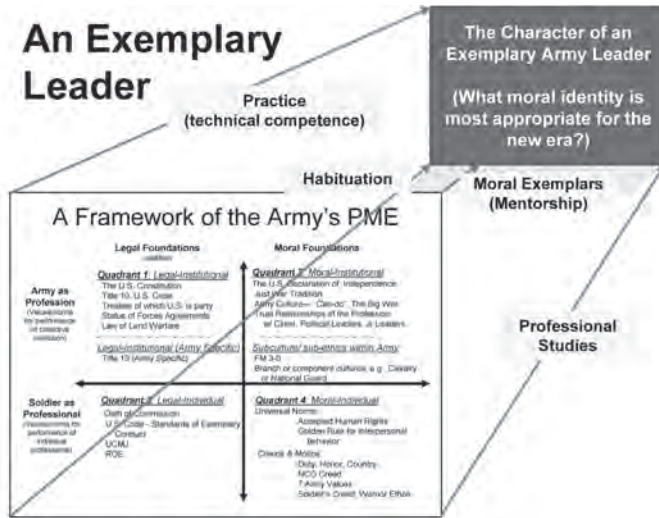 An Exemplary
Leader
The Character of an
Exemplary Army Leader
(What moral identity is
most appropriate for the
new era?)
Practice
(technical competence)
Habituation
Moral Exemplars
(Mentorship)
Professional
Studies
A Framework of the Army's PME
Legal Foundations
Moral Foundations
Army as
Profession
Quadrant 1: Legal-Institutional
The U.S. Constitution
Title 10, U.S. Code
Treaties of which U.S. is party
Status of Forces Agreements
Law of Land Warfare
Legal-Institutional (Army Specific)
Title 10 (Army Specific)
Quadrant 2: Moral-Institutional
The U.S. Declaration of Independence
Just War Tradition
Army Culture— "Can-do", The Big War
Trust Relationships of the Profession
w/ Client, Political Leaders, Jr Leaders
Subculture/ sub-ethics within Army
FM 3-0
Branch or component cultures, e.g., Cavalry
or National Guard
Soldier as
Professional
Quadrant 3: Legal-Individual
Oath of Commission
U.S. Code - Standards of Exemplary
Conduct
UCMJ
ROE
Quadrant 4: Moral-Individual
Universal Norms:
Accepted Human Rights
Golden Rule for Interpersonal
Behavior
Creeds & Mottos:
Duty, Honor, Country
NCO Creed
7 Army Values
Soldier's Creed, Warrior Ethos